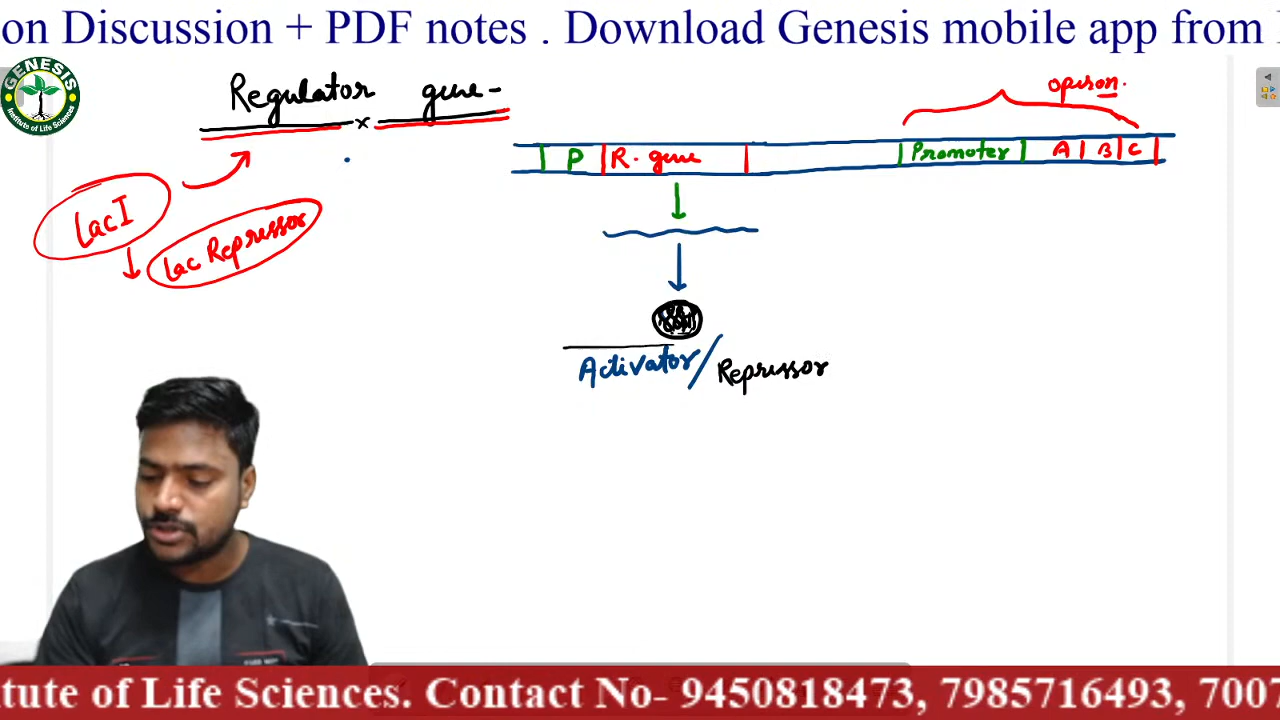 on Discussion + PDF notes . Download Genesis mobile app from
GENESIS
Institute of Life Sciences
Regulator gene-
x
operon.
P R. gene Promoter A B C
LacI
Lac Repressor
Activator / Repressor
tute of Life Sciences. Contact No- 9450818473, 7985716493, 7007